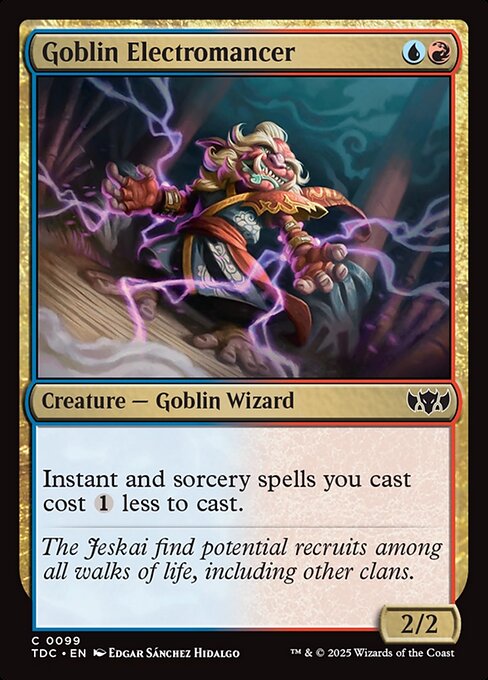 Goblin Electromancer
Creature — Goblin Wizard
Instant and sorcery spells you cast
cost 1 less to cast.
The Jeskai find potential recruits among
all walks of life, including other clans.
2/2
C 0099
TDC • EN Edgar Sánchez Hidalgo
™ & © 2025 Wizards of the Coast